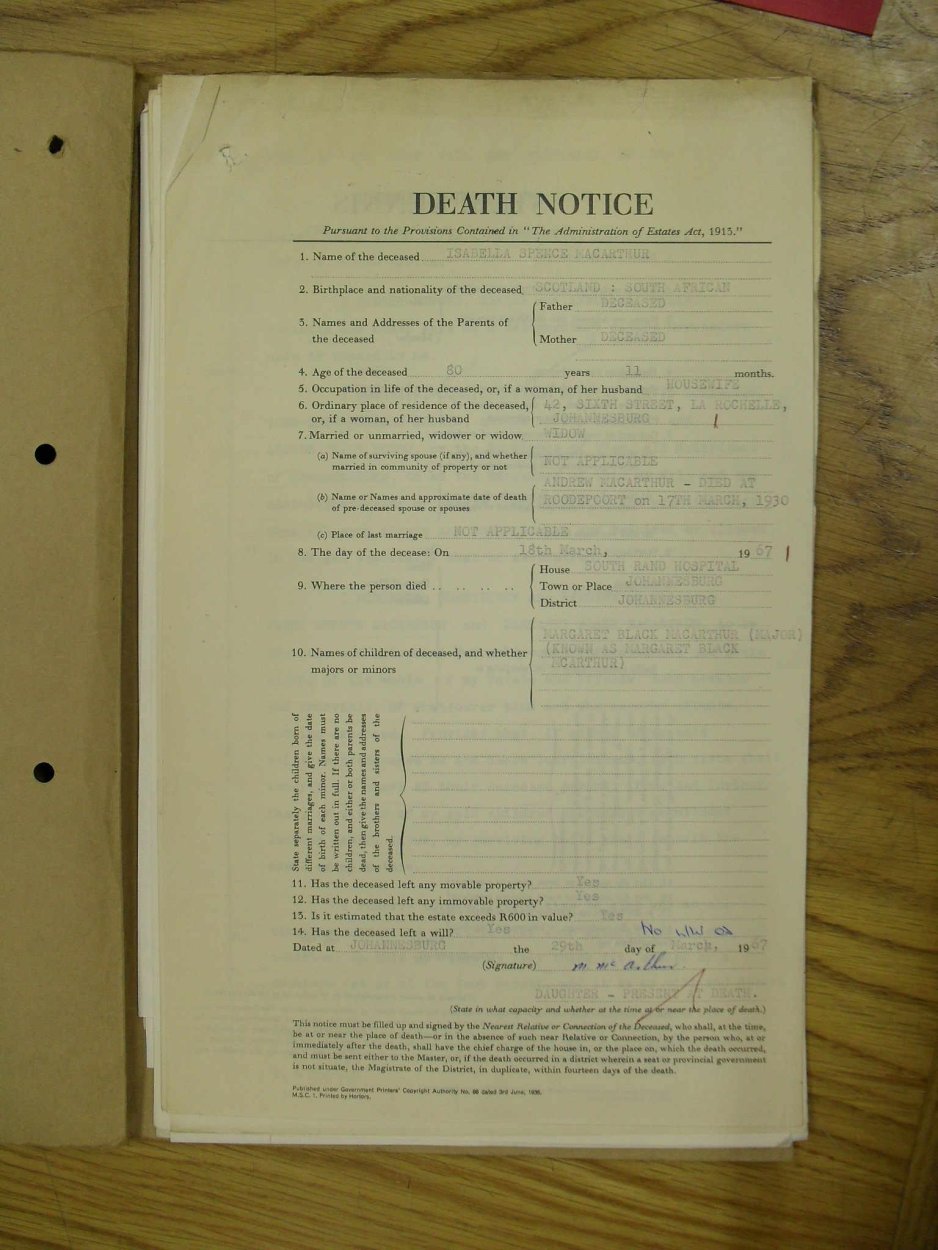 DEATH NOTICE
Pursuant to the Provisions Contained in "The Administration of Estates Act, 1913."
1. Name of the deceased ISABELLA SPENCE MACARTHUR
2. Birthplace and nationality of the deceased SCOTLAND : SOUTH AFRICAN
Father DECEASED
3. Names and Addresses of the Parents of
the deceased
Mother DECEASED
4. Age of the deceased 80 years 11 months.
5. Occupation in life of the deceased, or, if a woman, of her husband HOUSEWIFE
6. Ordinary place of residence of the deceased, 42, SIXTH STREET, LA ROCHELLE,
or, if a woman, of her husband JOHANNESBURG
7. Married or unmarried, widower or widow WIDOW
(a) Name of surviving spouse (if any), and whether
married in community of property or not NOT APPLICABLE
ANDREW MACARTHUR - DIED AT
(b) Name or Names and approximate date of death ROODEPOORT on 17TH MARCH, 1930
of pre-deceased spouse or spouses
(c) Place of last marriage NOT APPLICABLE
8. The day of the decease: On 18th March, 1967
House SOUTH RAND HOSPITAL
9. Where the person died . . . . . . . . Town or Place JOHANNESBURG
District JOHANNESBURG
MARGARET BLACK MACARTHUR (MAJOR)
10. Names of children of deceased, and whether (KNOWN AS MARGARET BLACK
majors or minors MCARTHUR)
State separately the children born of
different marriages, and give the date
of birth of each minor. Names must
be written out in full. If there are no
children, and either or both parents be
dead, then give the names and addresses
of the brothers and sisters of the
deceased.
11. Has the deceased left any movable property? Yes
12. Has the deceased left any immovable property? Yes
13. Is it estimated that the estate exceeds R600 in value? Yes
14. Has the deceased left a will? Yes No
Dated at JOHANNESBURG the 29th day of March, 1967
(Signature) M. McArthur.
DAUGHTER - PRESENT AT DEATH.
(State in what capacity and whether at the time at or near the place of death.)
This notice must be filled up and signed by the Nearest Relative or Connection of the Deceased, who shall, at the time,
be at or near the place of death—or in the absence of such near Relative or Connection, by the person who, at or
immediately after the death, shall have the chief charge of the house in, or the place on, which the death occurred,
and must be sent either to the Master, or, if the death occurred in a district wherein a seat or provincial government
is not situate, the Magistrate of the District, in duplicate, within fourteen days of the death.
Published under Government Printers' Copyright Authority No. 88 dated 3rd June, 1936.
M.S.C. 1. Printed by Hortors.